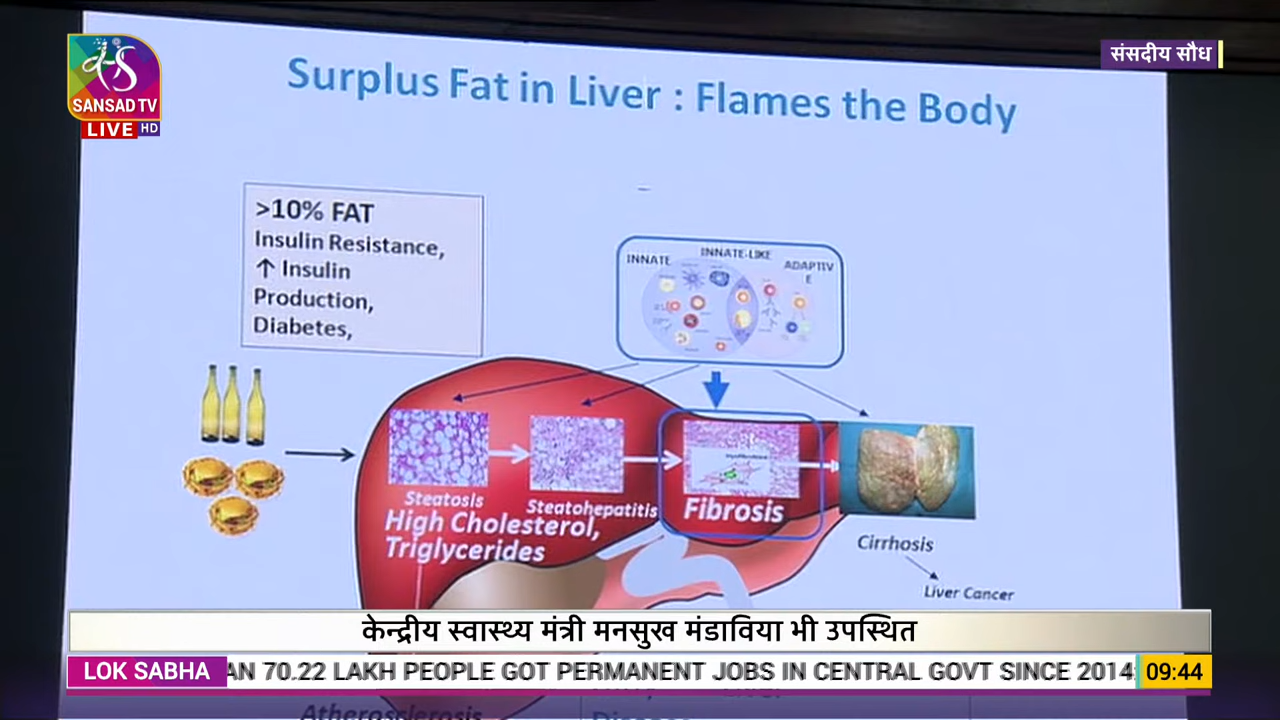 SANSAD TV
LIVE HD
संसदीय सौध
Surplus Fat in Liver : Flames the Body
>10% FAT
Insulin Resistance,
↑ Insulin
Production,
Diabetes,
INNATE
INNATE-LIKE
ADAPTIV
E
Steatosis
Steatohepatitis
Fibrosis
High Cholesterol,
Triglycerides
Cirrhosis
Liver Cancer
केन्द्रीय स्वास्थ्य मंत्री मनसुख मंडाविया भी उपस्थित
LOK SABHA
AN 70.22 LAKH PEOPLE GOT PERMANENT JOBS IN CENTRAL GOVT SINCE 2014
09:44
Atherosclerosis